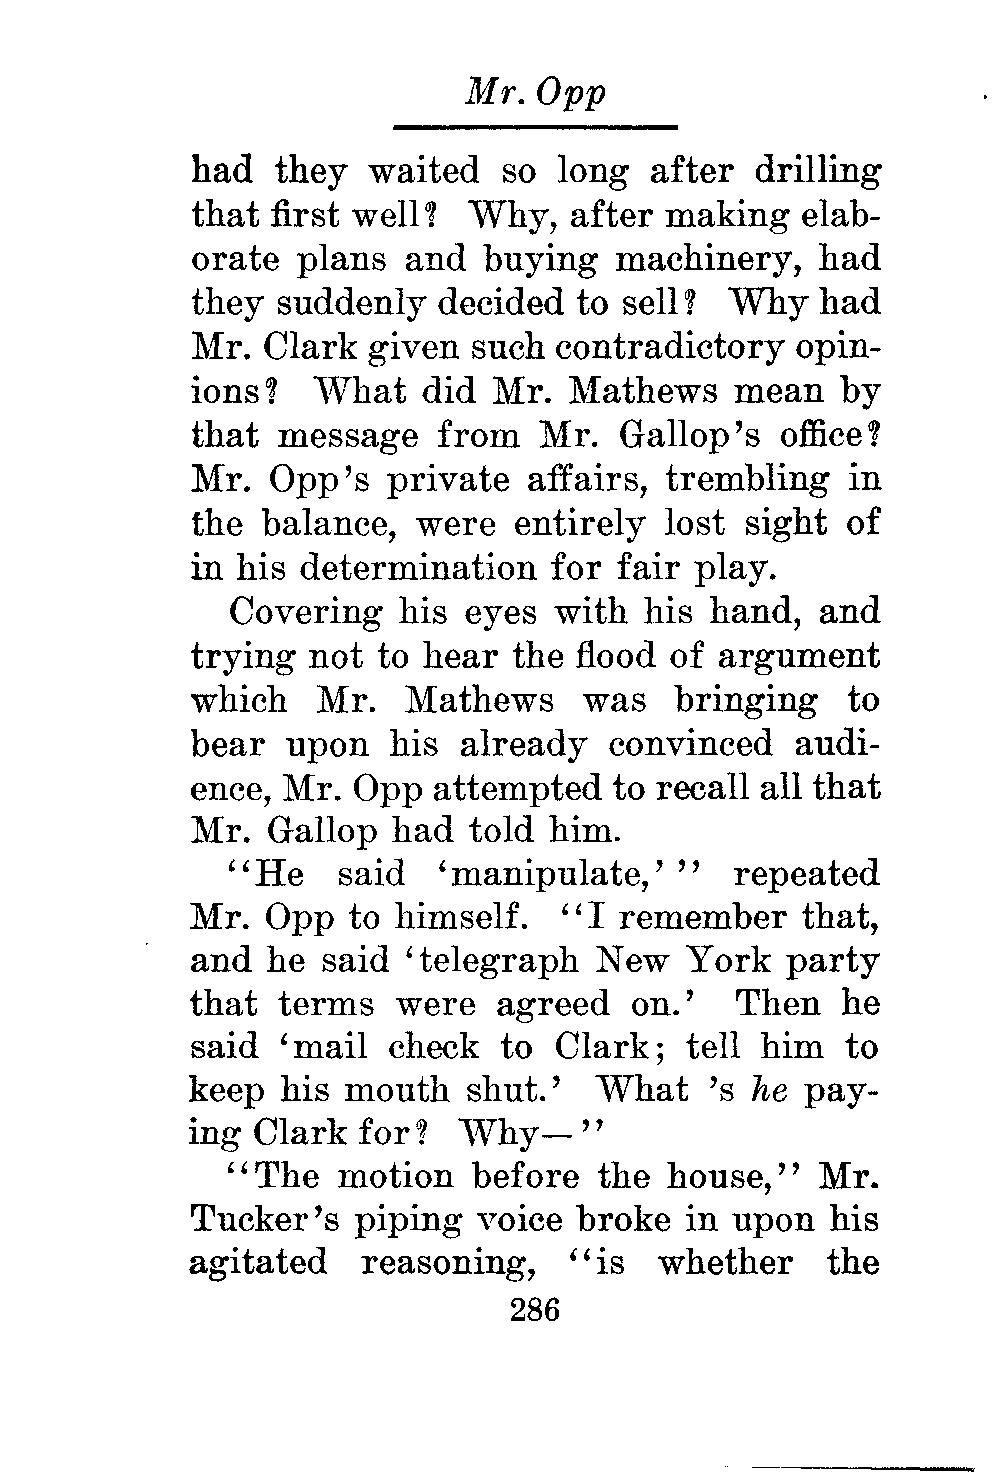 Mr. Opp
had they waited so long after drilling
that first well? Why, after making elab-
orate plans and buying machinery, had
they suddenly decided to sell? Why had
Mr. Clark given such contradictory opin-
ions? What did Mr. Mathews mean by
that message from Mr. Gallop's office?
Mr. Opp's private affairs, trembling in
the balance, were entirely lost sight of
in his determination for fair play.
Covering his eyes with his hand, and
trying not to hear the flood of argument
which Mr. Mathews was bringing to
bear upon his already convinced audi-
ence, Mr. Opp attempted to recall all that
Mr. Gallop had told him.
"He said 'manipulate,' " repeated
Mr. Opp to himself. "I remember that,
and he said 'telegraph New York party
that terms were agreed on.' Then he
said 'mail check to Clark; tell him to
keep his mouth shut.' What 's he pay-
ing Clark for? Why—"
"The motion before the house," Mr.
Tucker's piping voice broke in upon his
agitated reasoning, "is whether the
286